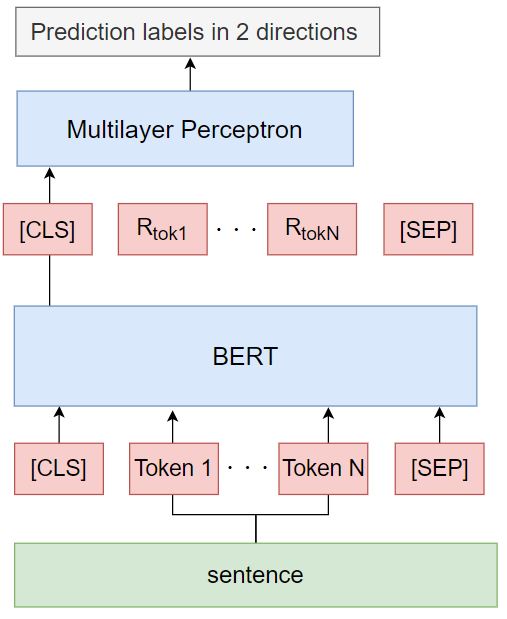 Prediction labels in 2 directions
Multilayer Perceptron
[CLS] Rtok1 · · · RtokN [SEP]
BERT
[CLS] Token 1 · · · Token N [SEP]
sentence